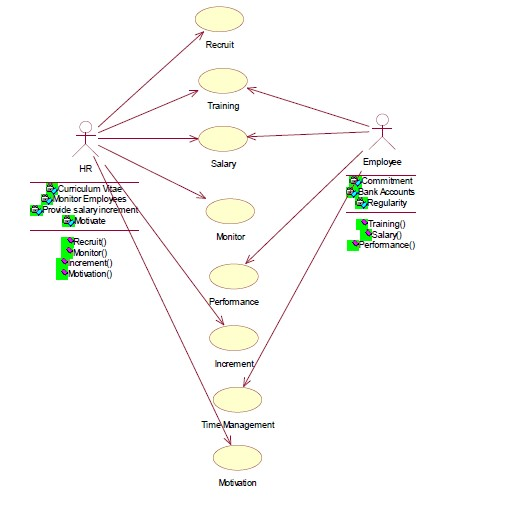 Recruit
Training
Salary
HR
Employee
Curriculum Vitae
Monitor Employees
Provide salary increment
Motivate
Recruit()
Monitor()
Increment()
Motivation()
Commitment
Bank Accounts
Regularity
Training()
Salary()
Performance()
Monitor
Performance
Increment
Time Management
Motivation